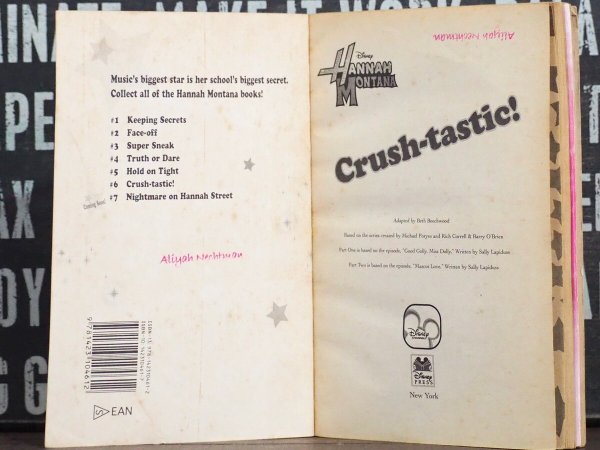 Music's biggest star is her school's biggest secret.
Collect all of the Hannah Montana books!
#1 Keeping Secrets
#2 Face-off
#3 Super Sneak
#4 Truth or Dare
#5 Hold on Tight
#6 Crush-tastic!
Coming Soon! #7 Nightmare on Hannah Street
Aliyah Nechtman
EAN
Aliyah Nechtman
Disney
HANNAH
MONTANA
Crush-tastic!
Adapted by Beth Beechwood
Based on the series created by Michael Poryes and Rich Correll & Barry O'Brien
Part One is based on the episode, "Good Golly, Miss Dolly," Written by Sally Lapiduss
Part Two is based on the episode, "Mascot Love," Written by Sally Lapiduss
Disney
CHANNEL
Disney
PRESS
New York